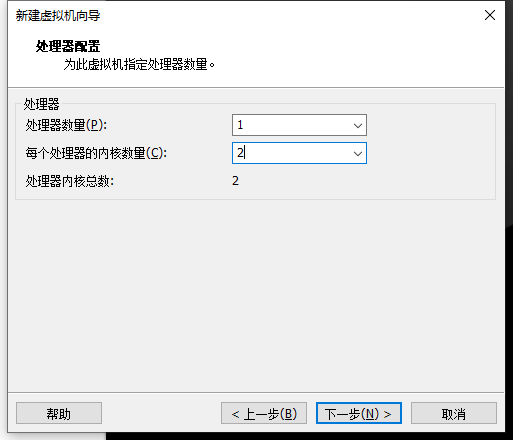 新建虚拟机向导
处理器配置
为此虚拟机指定处理器数量。
处理器
处理器数量(P): 1
每个处理器的内核数量(C): 2
处理器内核总数: 2
帮助 < 上一步(B) 下一步(N) > 取消